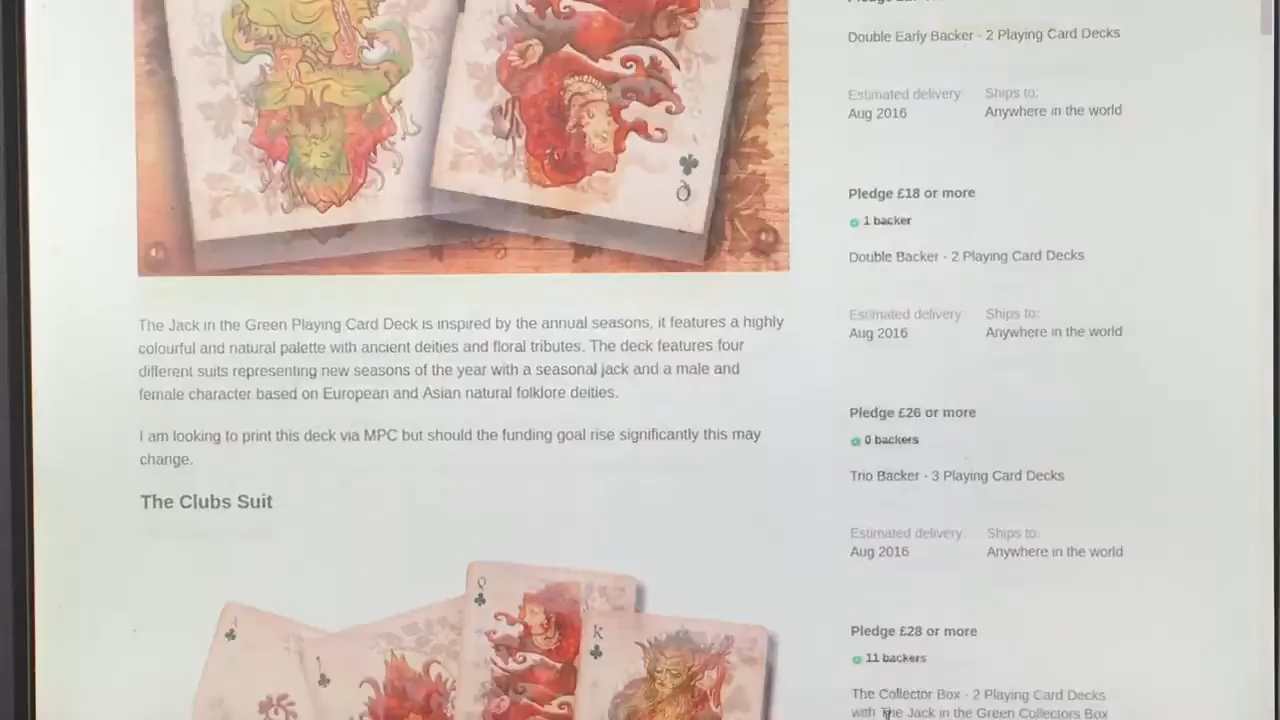 Double Early Backer - 2 Playing Card Decks
Estimated delivery: Ships to:
Aug 2016 Anywhere in the world
Pledge £18 or more
1 backer
Double Backer - 2 Playing Card Decks
Estimated delivery: Ships to:
Aug 2016 Anywhere in the world
Pledge £26 or more
0 backers
Trio Backer - 3 Playing Card Decks
Estimated delivery: Ships to:
Aug 2016 Anywhere in the world
Pledge £28 or more
11 backers
The Collector Box - 2 Playing Card Decks
with The Jack in the Green Collectors Box
Q
The Jack in the Green Playing Card Deck is inspired by the annual seasons, it features a highly
colourful and natural palette with ancient deities and floral tributes. The deck features four
different suits representing new seasons of the year with a seasonal jack and a male and
female character based on European and Asian natural folklore deities.
I am looking to print this deck via MPC but should the funding goal rise significantly this may
change.
The Clubs Suit
Q
K